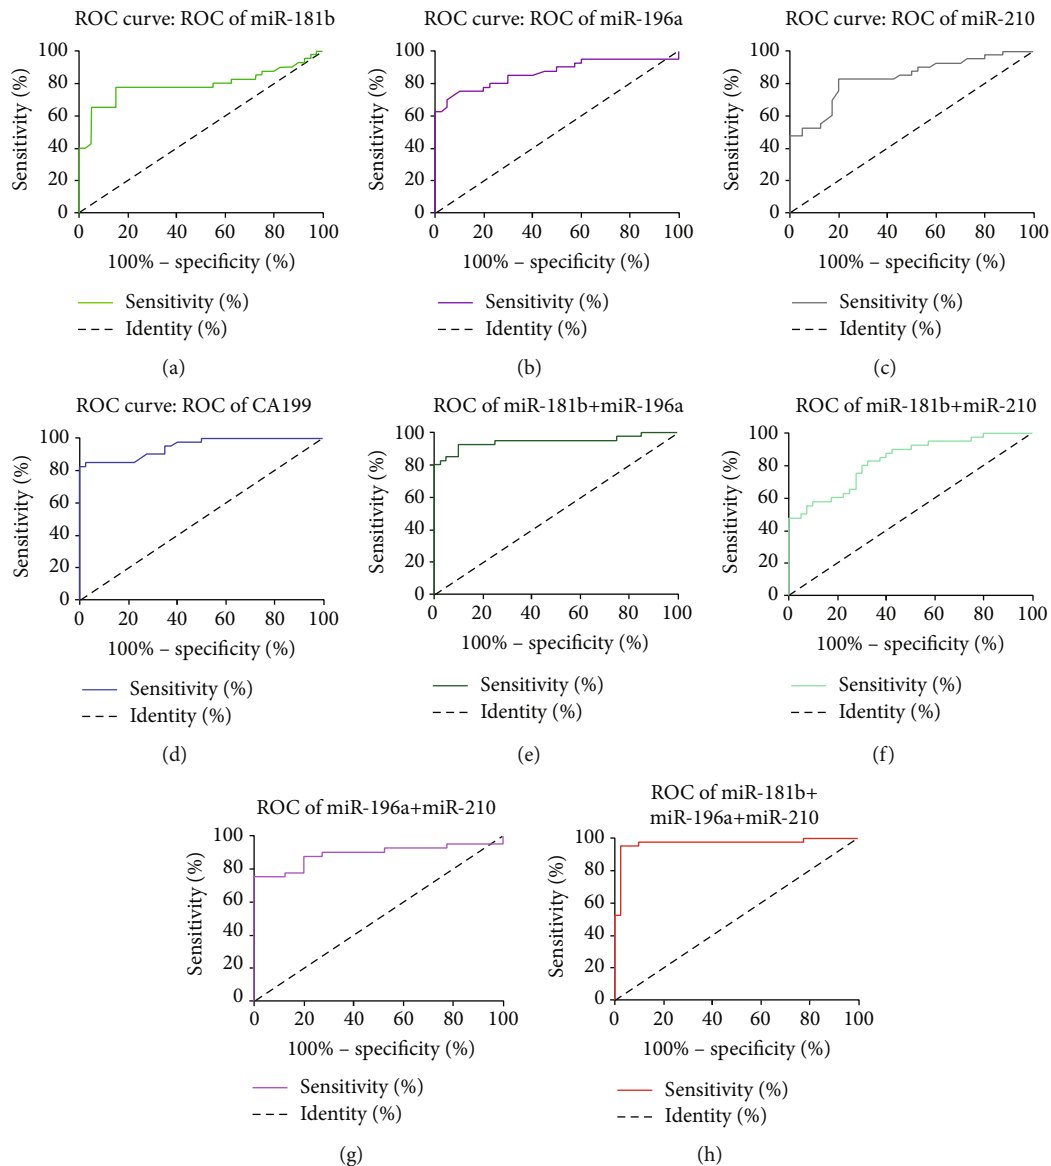 ROC curve: ROC of miR-181b
Sensitivity (%)
100
80
60
40
20
0
0 20 40 60 80 100
100% – specificity (%)
Sensitivity (%)
Identity (%)
(a)
ROC curve: ROC of miR-196a
Sensitivity (%)
100
80
60
40
20
0
0 20 40 60 80 100
100% – specificity (%)
Sensitivity (%)
Identity (%)
(b)
ROC curve: ROC of miR-210
Sensitivity (%)
100
80
60
40
20
0
0 20 40 60 80 100
100% – specificity (%)
Sensitivity (%)
Identity (%)
(c)
ROC curve: ROC of CA199
Sensitivity (%)
100
80
60
40
20
0
0 20 40 60 80 100
100% – specificity (%)
Sensitivity (%)
Identity (%)
(d)
ROC of miR-181b+miR-196a
Sensitivity (%)
100
80
60
40
20
0
0 20 40 60 80 100
100% – specificity (%)
Sensitivity (%)
Identity (%)
(e)
ROC of miR-181b+miR-210
Sensitivity (%)
100
80
60
40
20
0
0 20 40 60 80 100
100% – specificity (%)
Sensitivity (%)
Identity (%)
(f)
ROC of miR-196a+miR-210
Sensitivity (%)
100
80
60
40
20
0
0 20 40 60 80 100
100% – specificity (%)
Sensitivity (%)
Identity (%)
(g)
ROC of miR-181b+
miR-196a+miR-210
Sensitivity (%)
100
80
60
40
20
0
0 20 40 60 80 100
100% – specificity (%)
Sensitivity (%)
Identity (%)
(h)